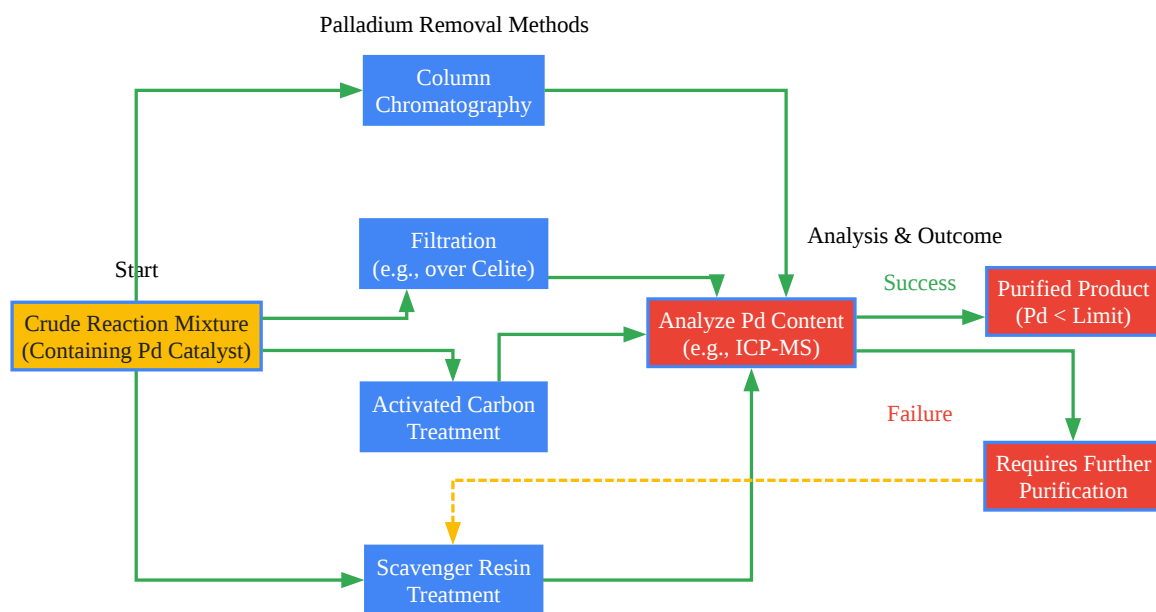 Palladium Removal Methods
Column
Chromatography
Filtration
(e.g., over Celite)
Analysis & Outcome
Start
Success
Purified Product
(Pd < Limit)
Crude Reaction Mixture
(Containing Pd Catalyst)
Analyze Pd Content
(e.g., ICP-MS)
Activated Carbon
Treatment
Failure
Requires Further
Purification
Scavenger Resin
Treatment